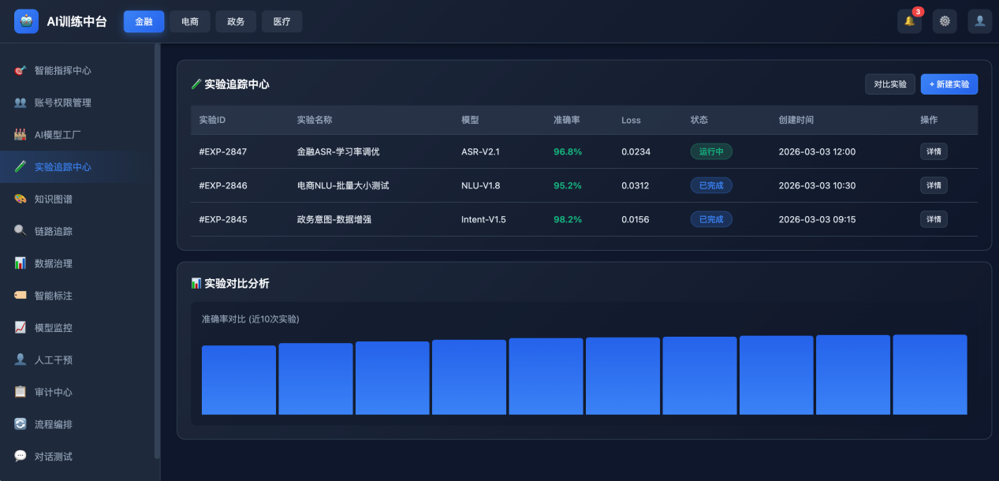 AI训练中台
金融
电商
政务
医疗
3
智能指挥中心
账号权限管理
AI模型工厂
实验追踪中心
知识图谱
链路追踪
数据治理
智能标注
模型监控
人工干预
审计中心
流程编排
对话测试
实验追踪中心
对比实验
+ 新建实验
实验ID 实验名称 模型 准确率 Loss 状态 创建时间 操作
#EXP-2847 金融ASR-学习率调优 ASR-V2.1 96.8% 0.0234 运行中 2026-03-03 12:00 详情
#EXP-2846 电商NLU-批量大小测试 NLU-V1.8 95.2% 0.0312 已完成 2026-03-03 10:30 详情
#EXP-2845 政务意图-数据增强 Intent-V1.5 98.2% 0.0156 已完成 2026-03-03 09:15 详情
实验对比分析
准确率对比 (近10次实验)